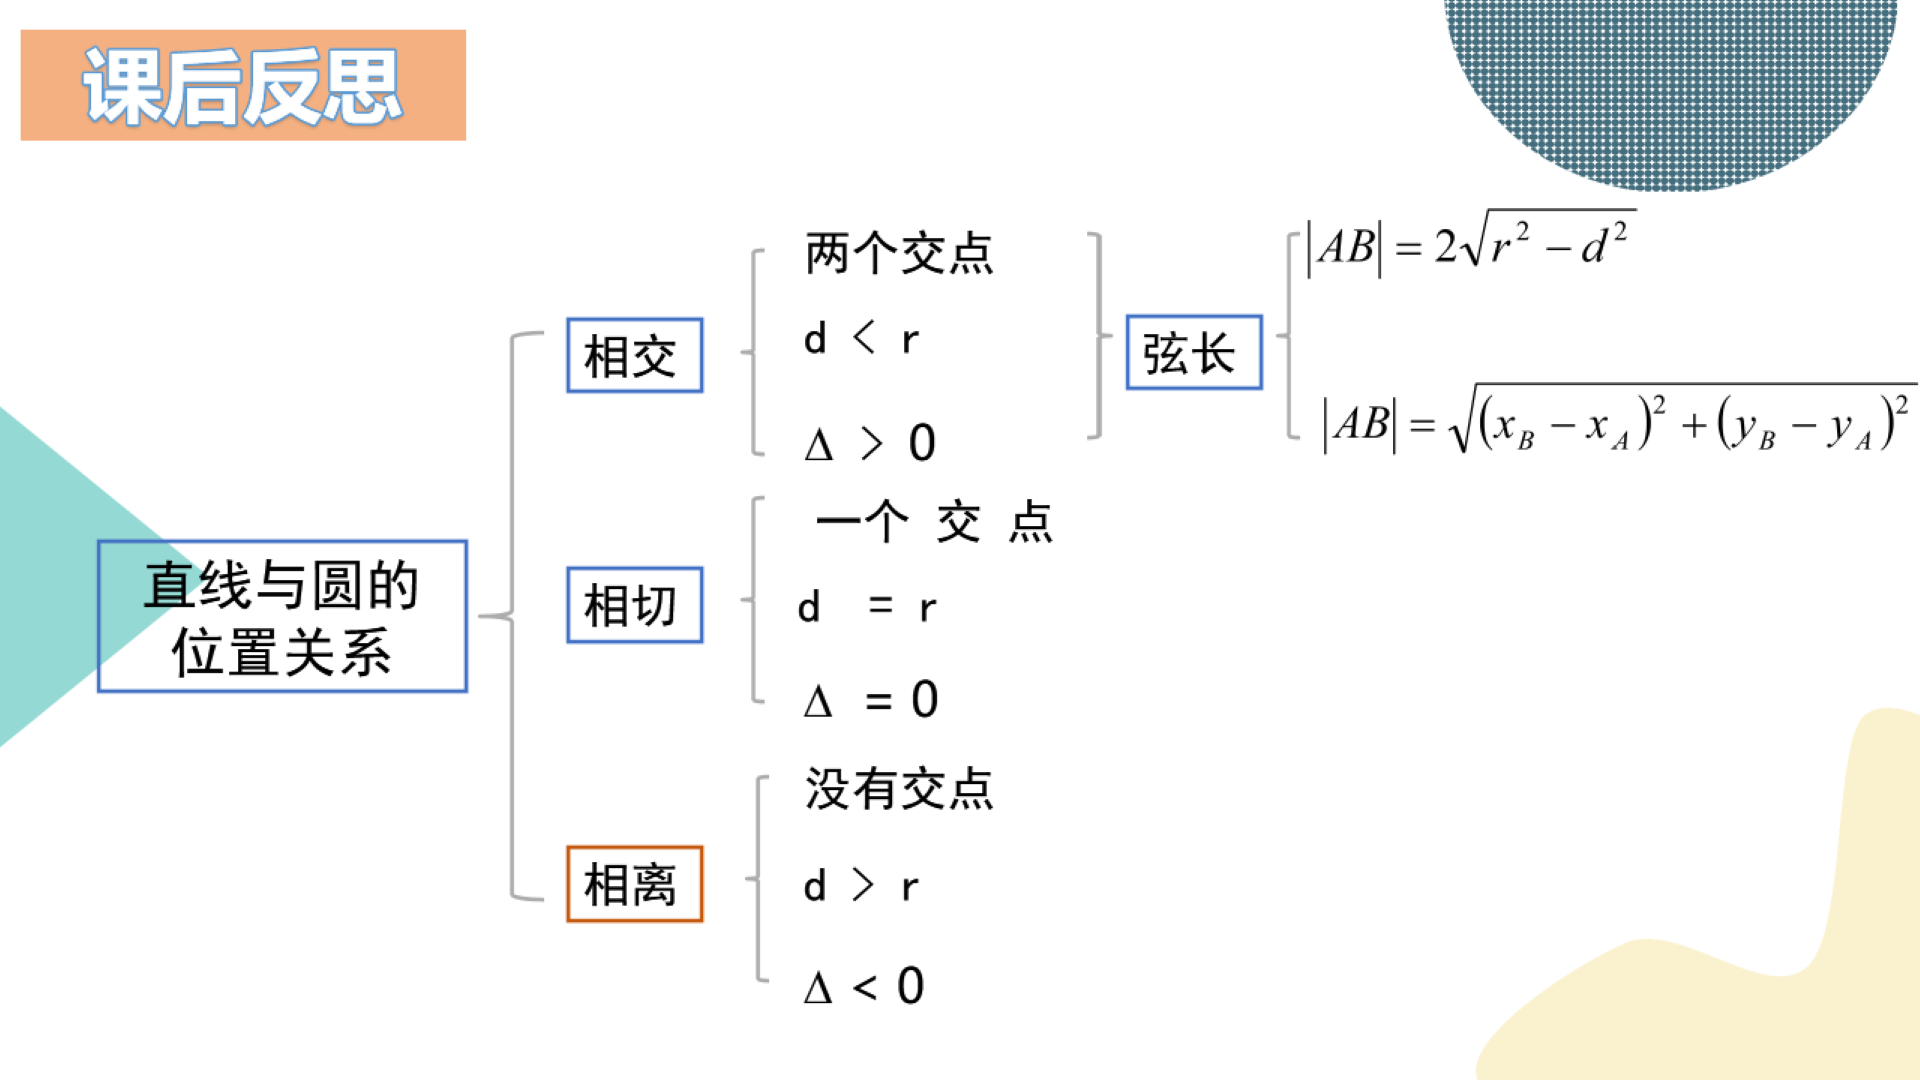 课后反思
直线与圆的
位置关系
相交
两个交点
d < r
Δ > 0
弦长
|AB| = 2√(r² − d²)
|AB| = √((x_B − x_A)² + (y_B − y_A)²)
相切
一个 交 点
d = r
Δ = 0
相离
没有交点
d > r
Δ < 0